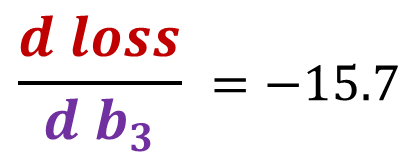 d loss
d b₃
= −15.7